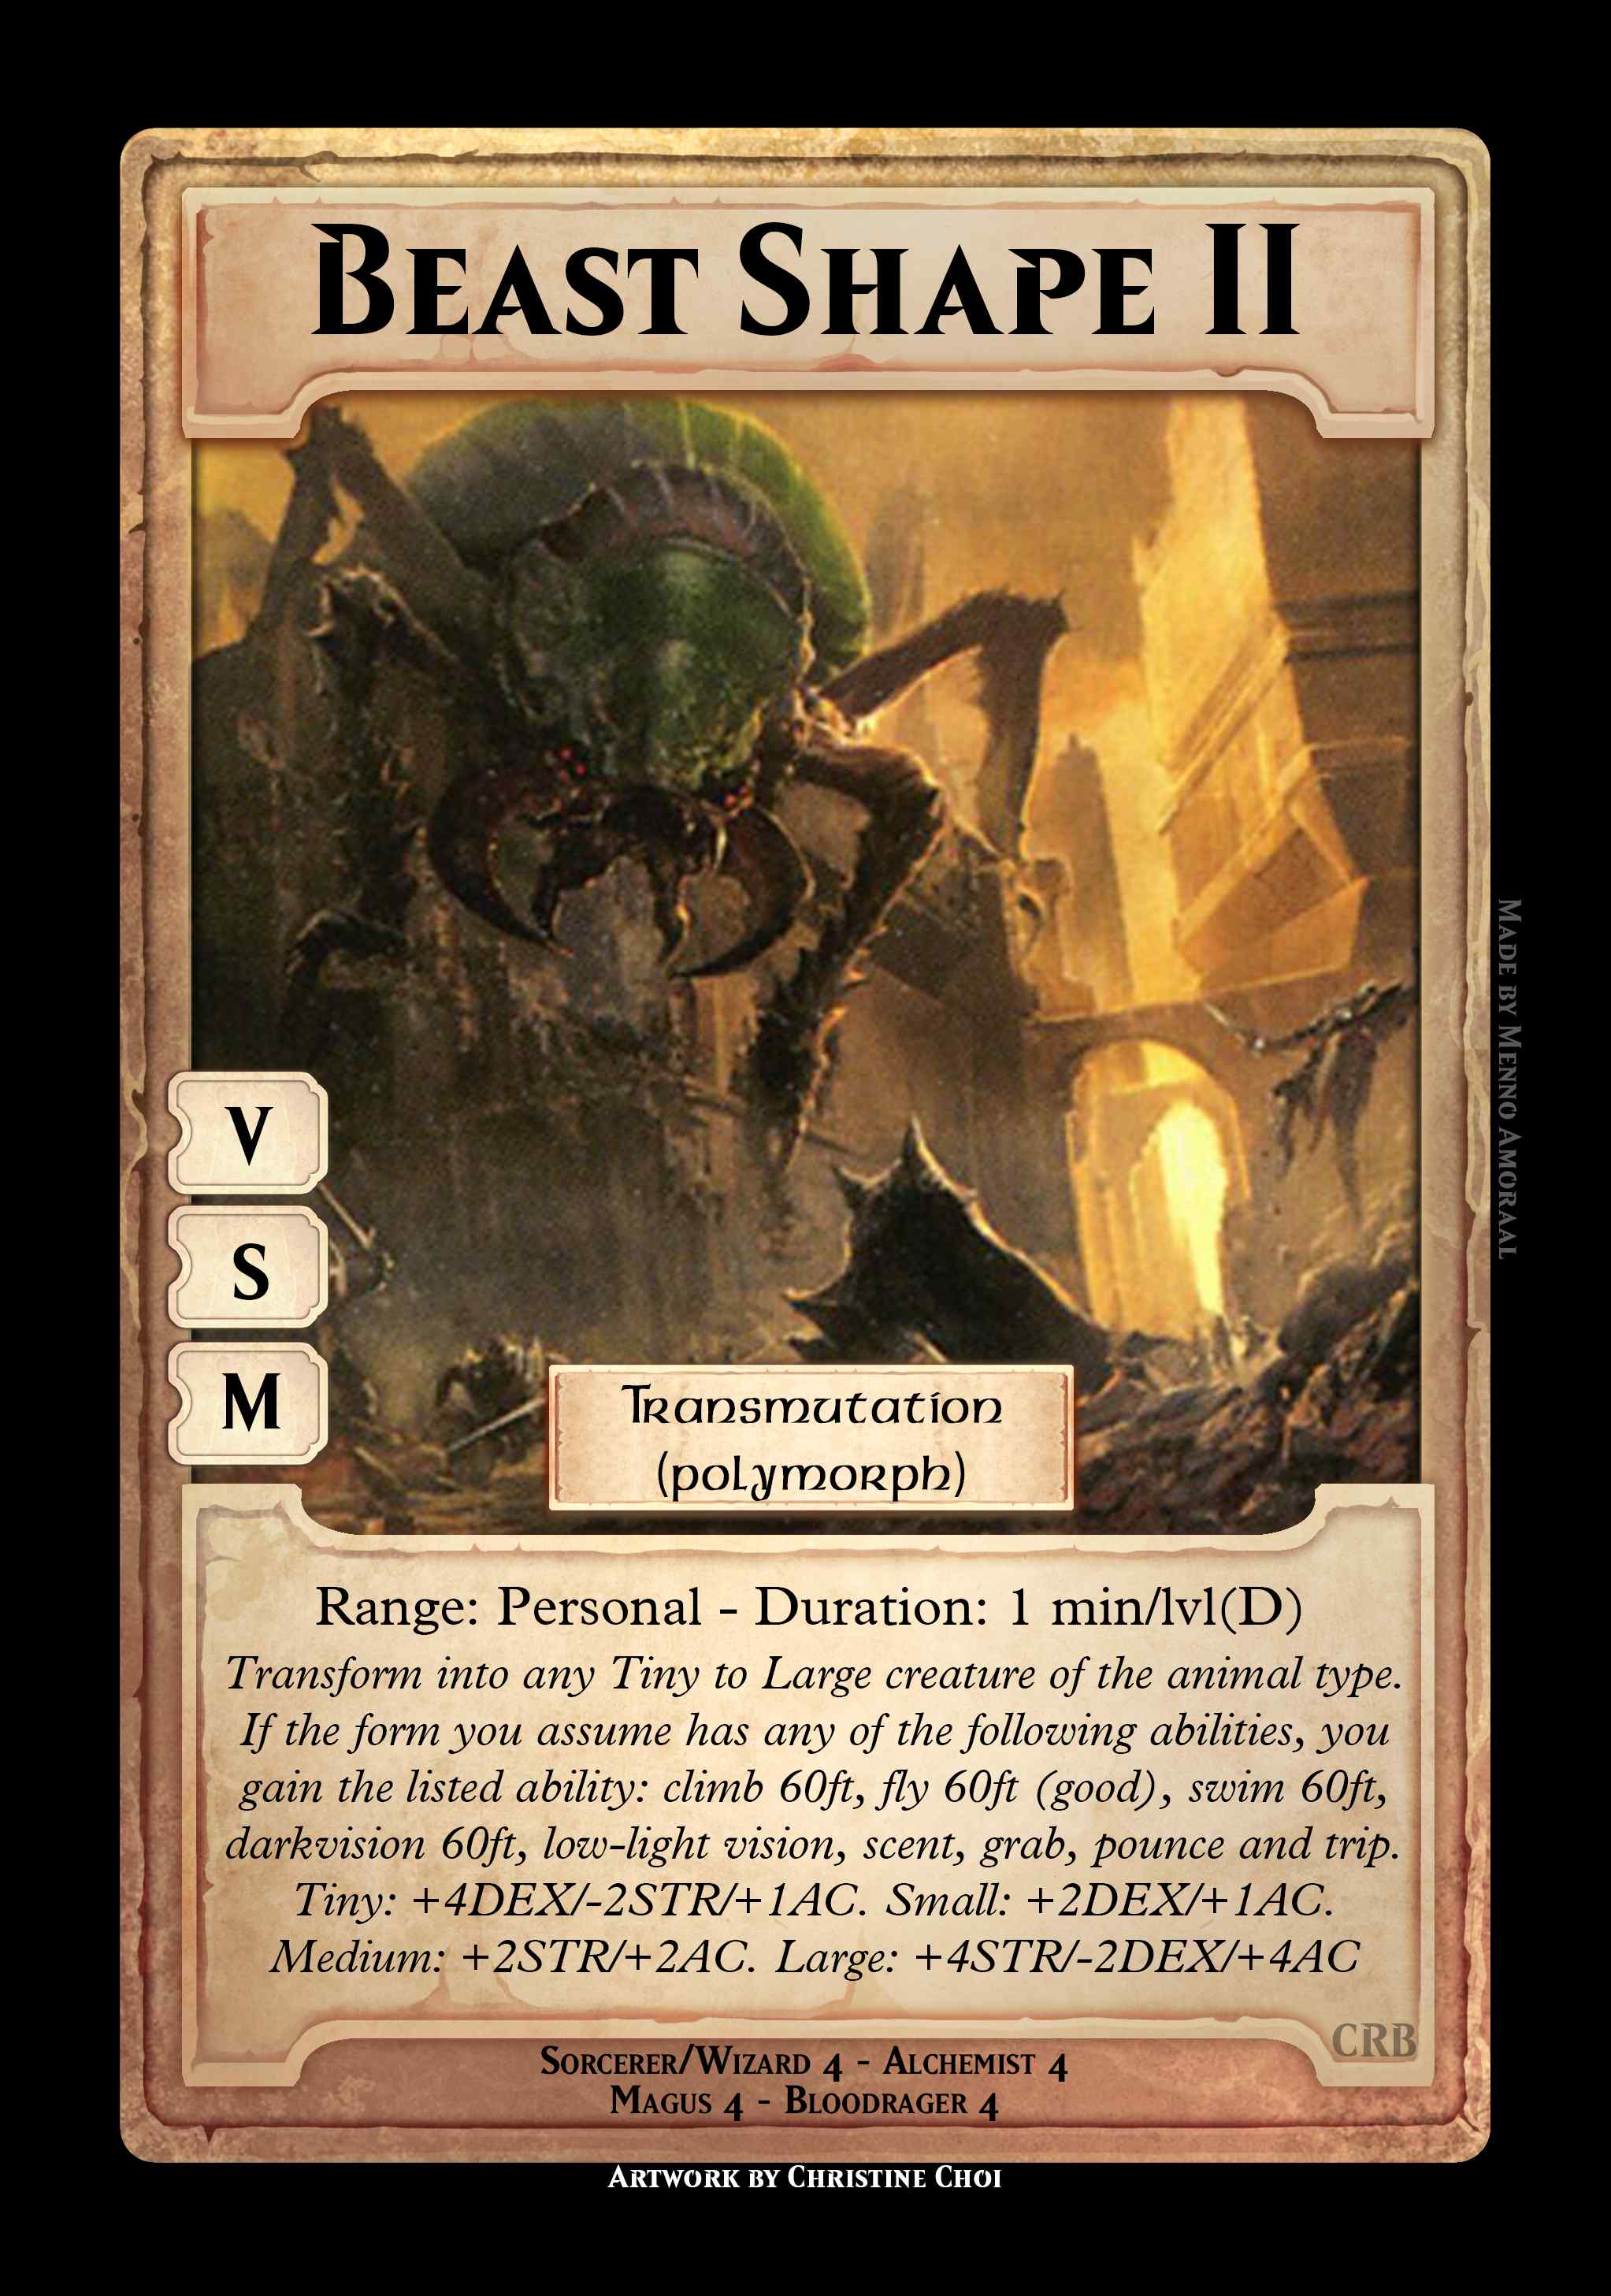 Beast Shape II
V
S
M
Transmutation
(polymorph)
Range: Personal - Duration: 1 min/lvl(D)
Transform into any Tiny to Large creature of the animal type.
If the form you assume has any of the following abilities, you
gain the listed ability: climb 60ft, fly 60ft (good), swim 60ft,
darkvision 60ft, low-light vision, scent, grab, pounce and trip.
Tiny: +4DEX/-2STR/+1AC. Small: +2DEX/+1AC.
Medium: +2STR/+2AC. Large: +4STR/-2DEX/+4AC
CRB
Sorcerer/Wizard 4 - Alchemist 4
Magus 4 - Bloodrager 4
Artwork by Christine Choi
Made by Menno Amoraal